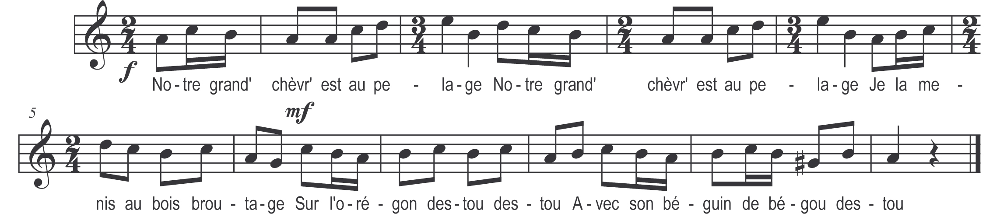 f
No - tre grand' chèvr' est au pe - la - ge No - tre grand' chèvr' est au pe - la - ge Je la me -
5
mf
nis au bois brou - ta - ge Sur l'o - ré - gon des - tou des - tou A - vec son bé - guin de bé - gou des - tou